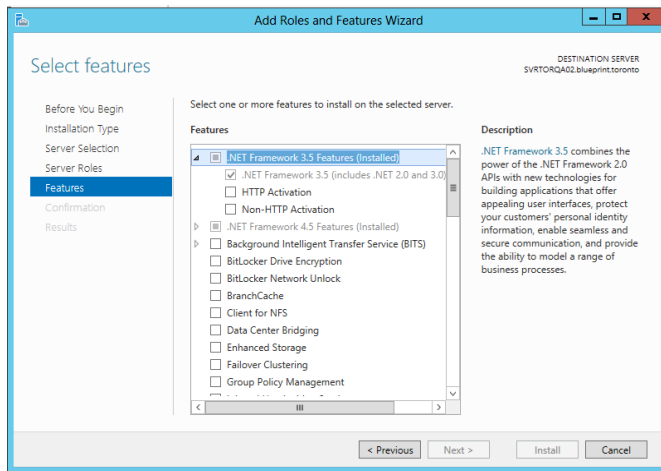 Add Roles and Features Wizard
Select features
DESTINATION SERVER
SVRTORQA02.blueprint.toronto
Before You Begin
Installation Type
Server Selection
Server Roles
Features
Confirmation
Results
Select one or more features to install on the selected server.
Features
.NET Framework 3.5 Features (Installed)
.NET Framework 3.5 (includes .NET 2.0 and 3.0)
HTTP Activation
Non-HTTP Activation
.NET Framework 4.5 Features (Installed)
Background Intelligent Transfer Service (BITS)
BitLocker Drive Encryption
BitLocker Network Unlock
BranchCache
Client for NFS
Data Center Bridging
Enhanced Storage
Failover Clustering
Group Policy Management
Description
.NET Framework 3.5 combines the
power of the .NET Framework 2.0
APIs with new technologies for
building applications that offer
appealing user interfaces, protect
your customers' personal identity
information, enable seamless and
secure communication, and provide
the ability to model a range of
business processes.
< Previous
Next >
Install
Cancel